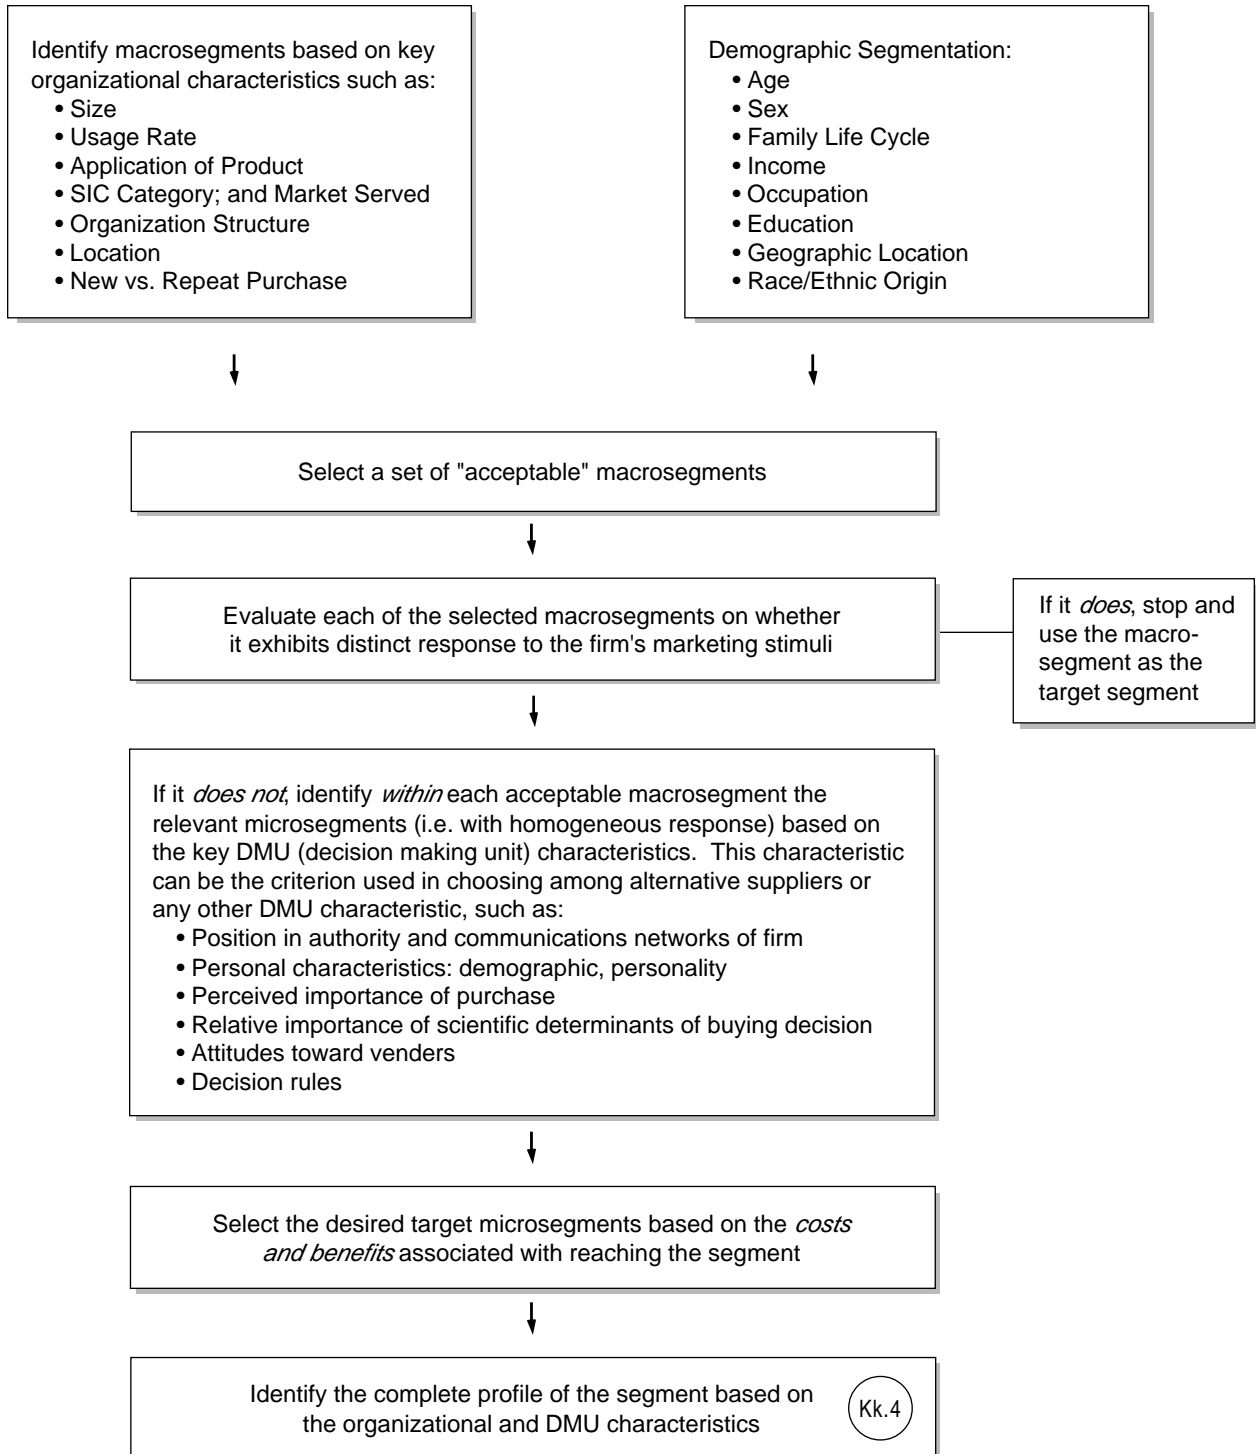 Identify macrosegments based on key
organizational characteristics such as:
• Size
• Usage Rate
• Application of Product
• SIC Category; and Market Served
• Organization Structure
• Location
• New vs. Repeat Purchase
Demographic Segmentation:
• Age
• Sex
• Family Life Cycle
• Income
• Occupation
• Education
• Geographic Location
• Race/Ethnic Origin
Select a set of "acceptable" macrosegments
Evaluate each of the selected macrosegments on whether
it exhibits distinct response to the firm's marketing stimuli
If it does, stop and
use the macro-
segment as the
target segment
If it does not, identify within each acceptable macrosegment the
relevant microsegments (i.e. with homogeneous response) based on
the key DMU (decision making unit) characteristics.  This characteristic
can be the criterion used in choosing among alternative suppliers or
any other DMU characteristic, such as:
• Position in authority and communications networks of firm
• Personal characteristics: demographic, personality
• Perceived importance of purchase
• Relative importance of scientific determinants of buying decision
• Attitudes toward venders
• Decision rules
Select the desired target microsegments based on the costs
and benefits associated with reaching the segment
Identify the complete profile of the segment based on
the organizational and DMU characteristics
Kk.4